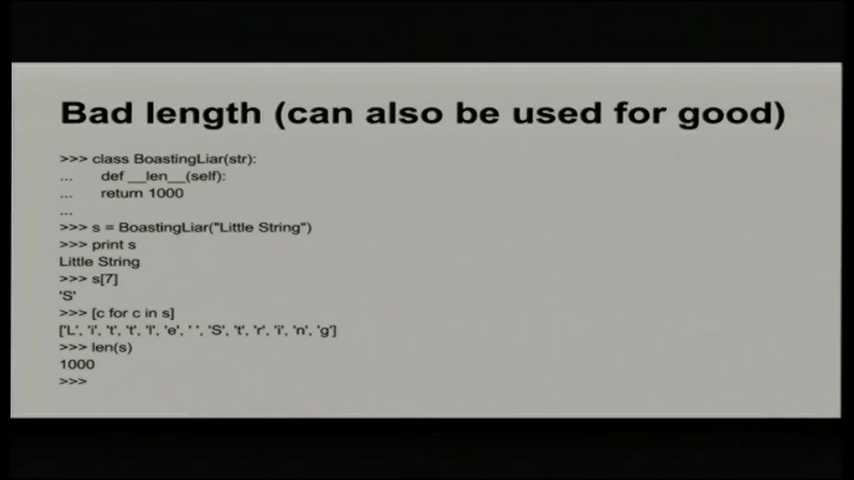 Bad length (can also be used for good)
>>> class BoastingLiar(str):
...     def __len__(self):
...     return 1000
...
>>> s = BoastingLiar("Little String")
>>> print s
Little String
>>> s[7]
'S'
>>> [c for c in s]
['L', 'i', 't', 't', 'l', 'e', ' ', 'S', 't', 'r', 'i', 'n', 'g']
>>> len(s)
1000
>>>